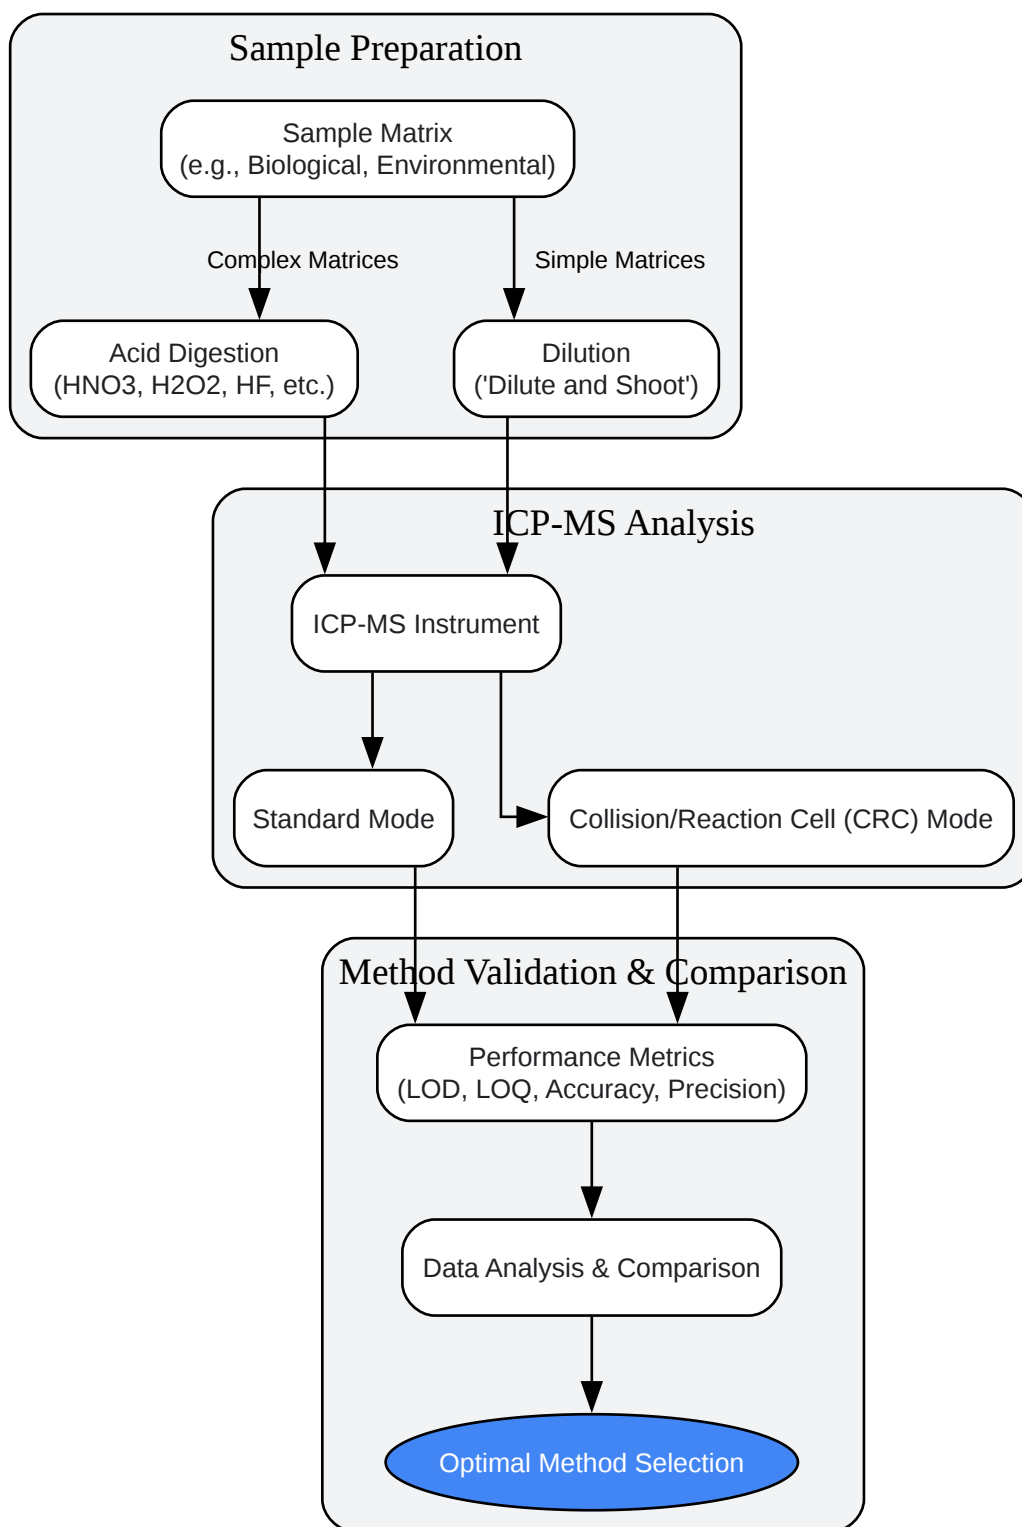 Sample Preparation
Sample Matrix
(e.g., Biological, Environmental)
Complex Matrices
Simple Matrices
Acid Digestion
(HNO3, H2O2, HF, etc.)
Dilution
('Dilute and Shoot')
ICP-MS Analysis
ICP-MS Instrument
Standard Mode
Collision/Reaction Cell (CRC) Mode
Method Validation & Comparison
Performance Metrics
(LOD, LOQ, Accuracy, Precision)
Data Analysis & Comparison
Optimal Method Selection